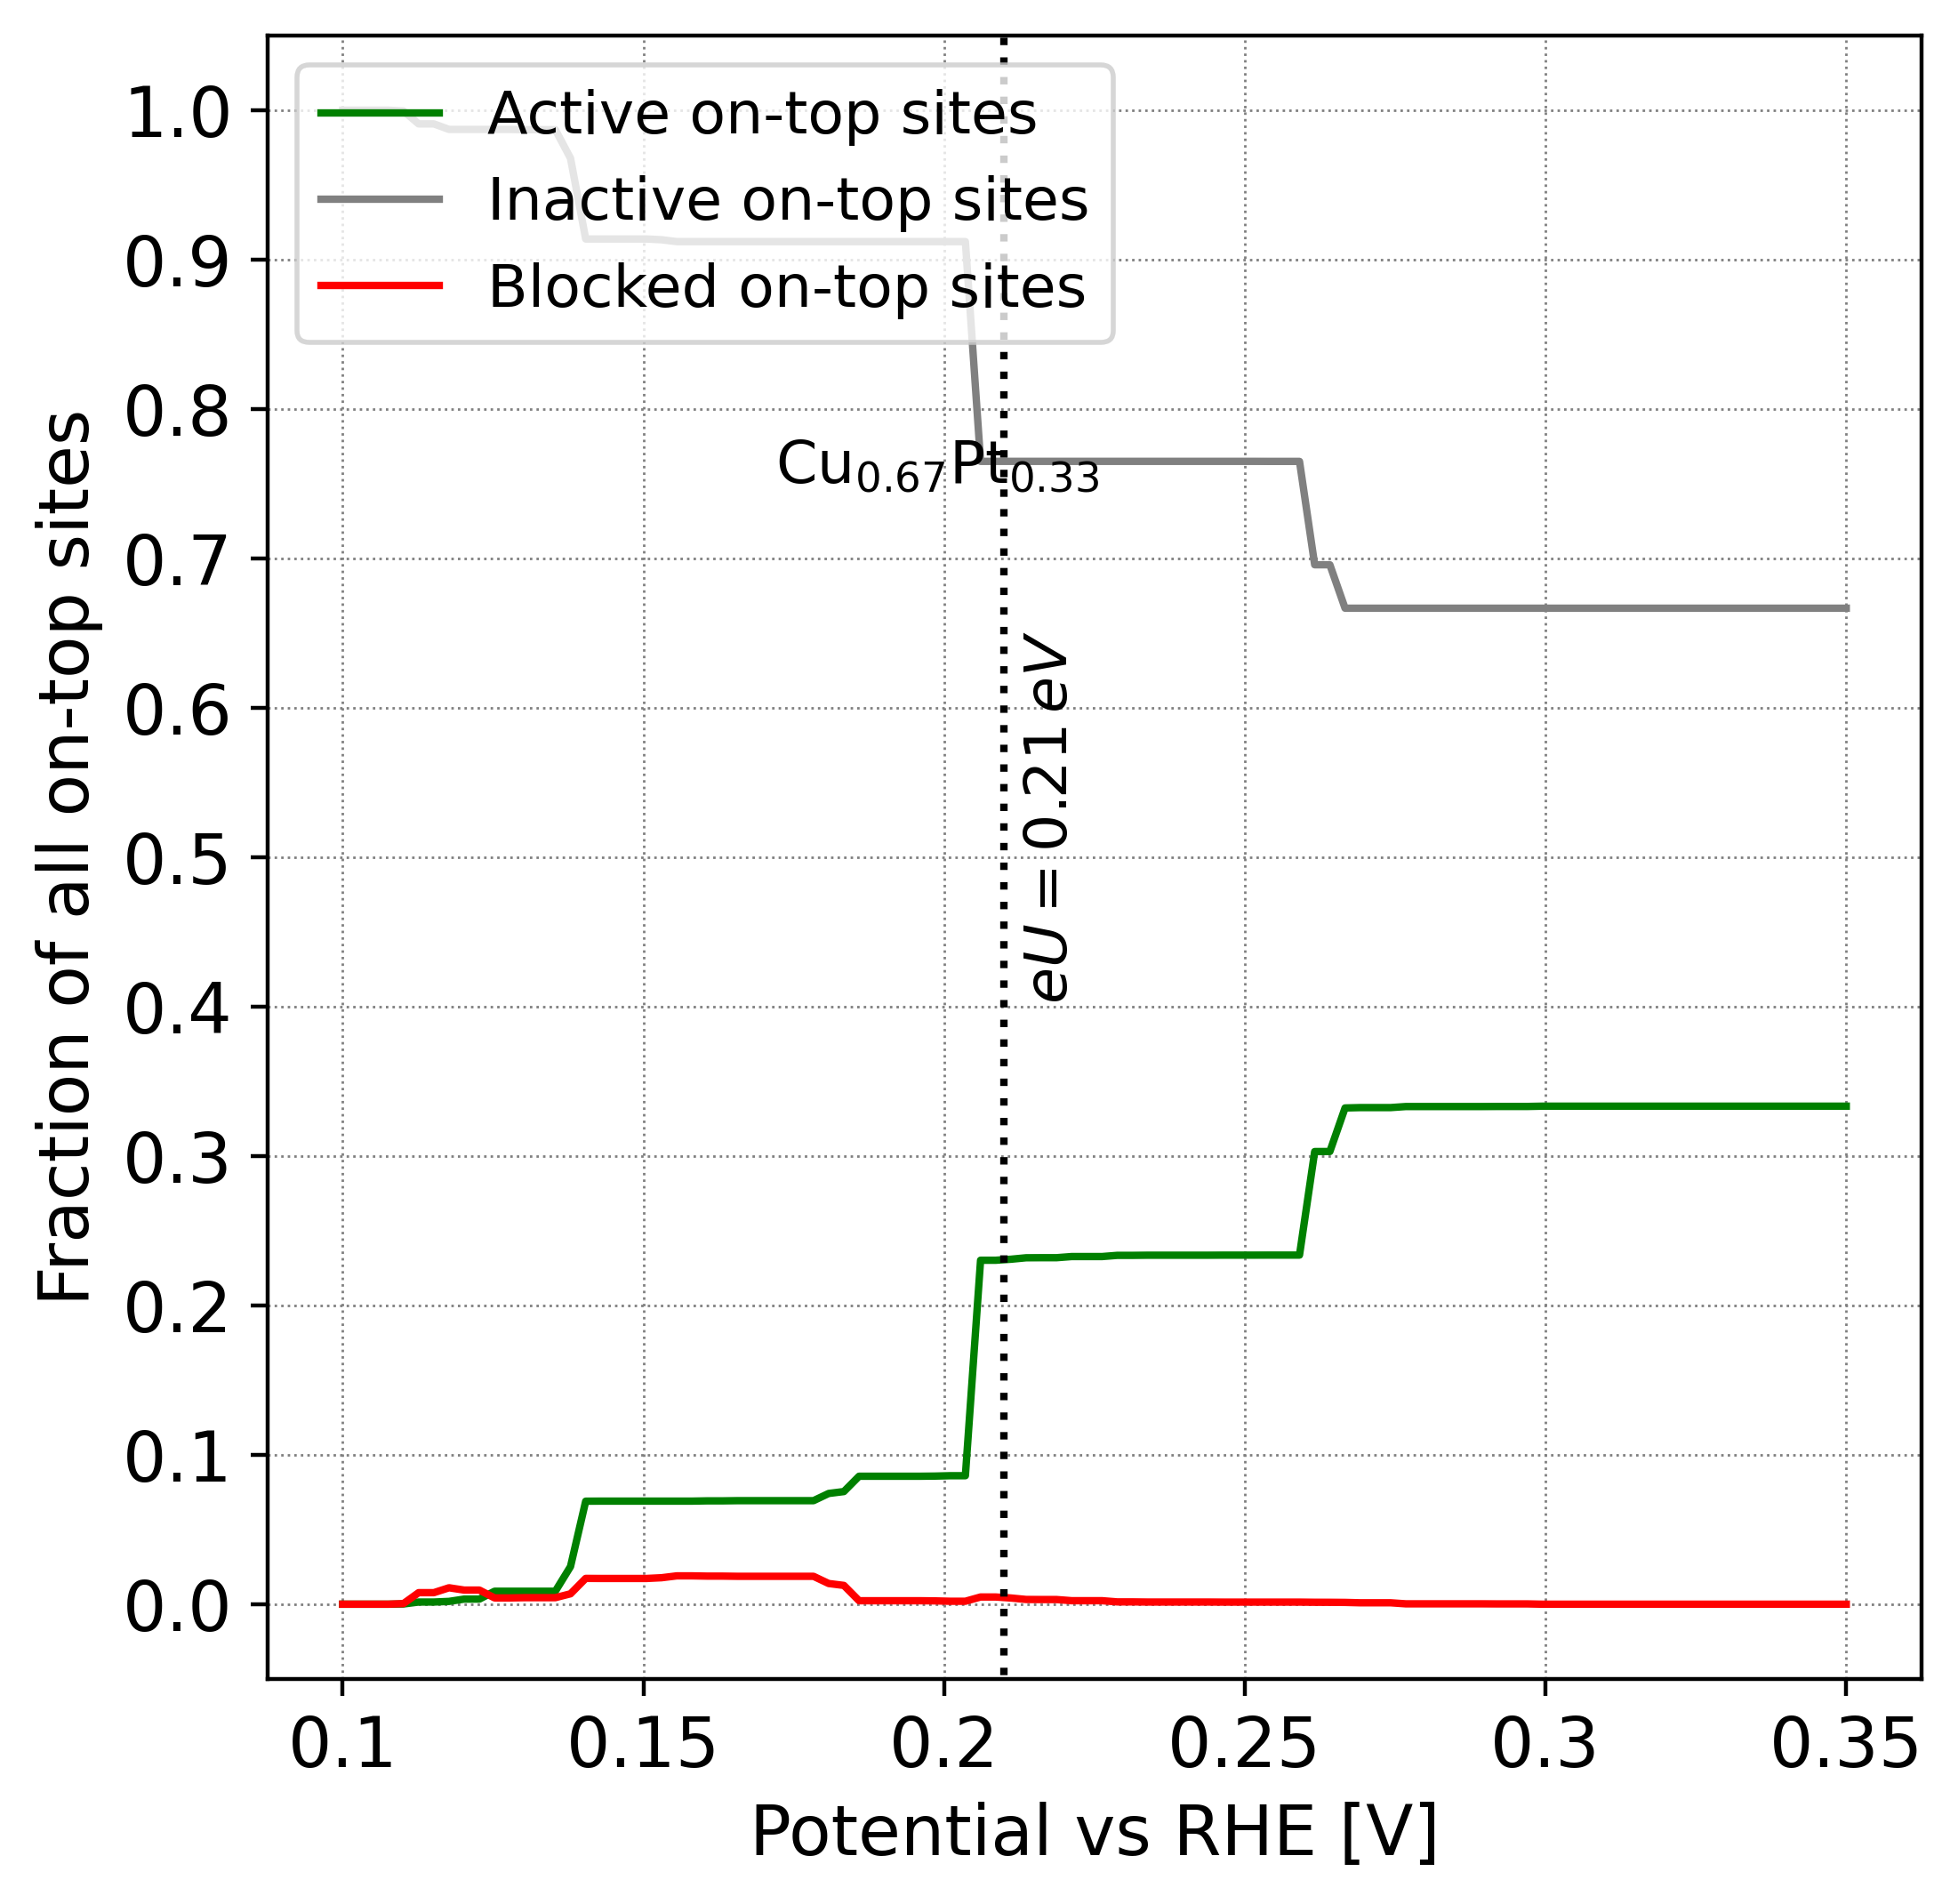 Active on-top sites
Inactive on-top sites
Blocked on-top sites
Cu₀.₆₇Pt₀.₃₃
eU = 0.21 eV
Fraction of all on-top sites
1.0
0.9
0.8
0.7
0.6
0.5
0.4
0.3
0.2
0.1
0.0
0.1 0.15 0.2 0.25 0.3 0.35
Potential vs RHE [V]